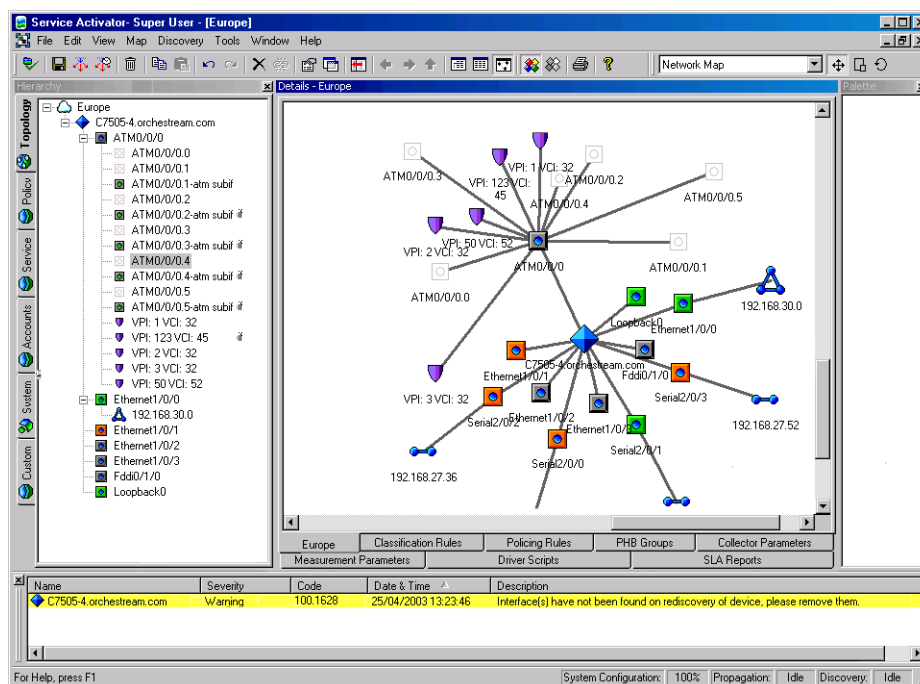 Service Activator- Super User - [Europe]
File Edit View Map Discovery Tools Window Help
Network Map
Hierarchy
Details - Europe
Palette
Topology
Policy
Service
Accounts
System
Custom
Europe
C7505-4.orchestream.com
ATM0/0/0
ATM0/0/0.0
ATM0/0/0.1
ATM0/0/0.1-atm subif
ATM0/0/0.2
ATM0/0/0.2-atm subif
ATM0/0/0.3
ATM0/0/0.3-atm subif
ATM0/0/0.4
ATM0/0/0.4-atm subif
ATM0/0/0.5
ATM0/0/0.5-atm subif
VPI: 1 VCI: 32
VPI: 123 VCI: 45
VPI: 2 VCI: 32
VPI: 3 VCI: 32
VPI: 50 VCI: 52
Ethernet1/0/0
192.168.30.0
Ethernet1/0/1
Ethernet1/0/2
Ethernet1/0/3
Fddi0/1/0
Loopback0
ATM0/0/0.3
VPI: 1 VCI: 32
VPI: 123 VCI: 45
ATM0/0/0.2
ATM0/0/0.4
ATM0/0/0.5
VPI: 2 VCI: 32
VPI: 50 VCI: 52
ATM0/0/0
ATM0/0/0.1
ATM0/0/0.0
192.168.30.0
Loopback0
Ethernet1/0/0
C7505-4.orchestream.com
Ethernet1/0/1
Fddi0/1/0
VPI: 3 VCI: 32
Serial2/0/3
Serial2/0/2
Ethernet1/0/2
Ethernet1/0/3
192.168.27.52
Serial2/0/0
Serial2/0/1
192.168.27.36
Europe
Classification Rules
Policing Rules
PHB Groups
Collector Parameters
Measurement Parameters
Driver Scripts
SLA Reports
Name Severity Code Date & Time Description
C7505-4.orchestream.com Warning 100.1628 25/04/2003 13:23:46 Interface(s) have not been found on rediscovery of device, please remove them.
For Help, press F1
System Configuration: 100% Propagation: Idle Discovery: Idle